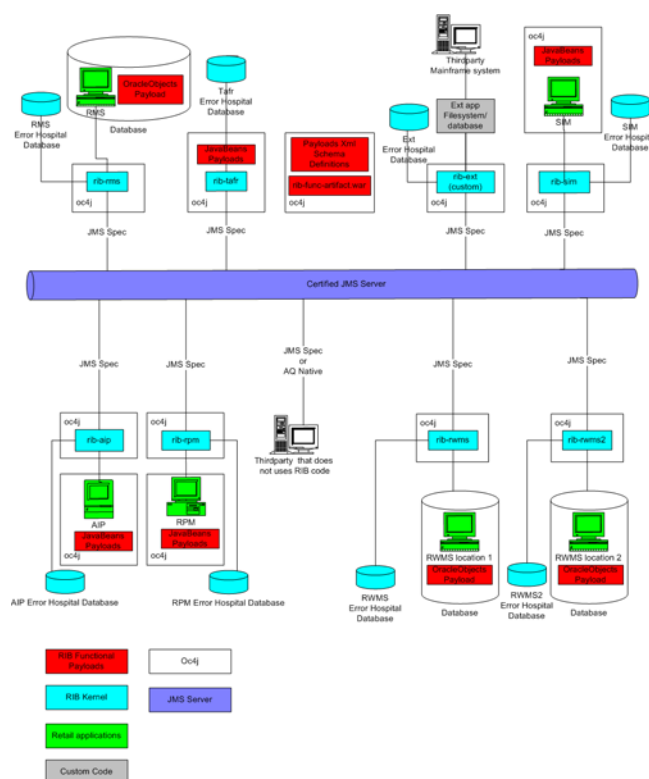 oc4j
JavaBeans
Payloads
SIM
Thirdparty
Mainframe system
Tafr
Error Hospital
Database
OracleObjects
Payload
RMS
Database
RMS
Error Hospital
Database
JavaBeans
Payloads
rib-tafr
oc4j
Payloads Xml
Schema
Definitions
rib-func-artifact.war
oc4j
Ext app
Filesystem/
database
Ext
Error Hospital
Database
SIM
Error Hospital
Database
rib-rms
oc4j
rib-ext
(custom)
oc4j
rib-sim
oc4j
JMS Spec
JMS Spec
JMS Spec
JMS Spec
Certified JMS Server
JMS Spec
JMS Spec
JMS Spec
or
AQ Native
JMS Spec
JMS Spec
oc4j
rib-aip
oc4j
rib-rpm
Thirdparty that does
not uses RIB code
oc4j
rib-rwms
oc4j
rib-rwms2
AIP
JavaBeans
Payloads
oc4j
RPM
JavaBeans
Payloads
oc4j
RWMS location 1
OracleObjects
Payload
Database
RWMS location 2
OracleObjects
Payload
Database
AIP Error Hospital Database
RPM Error Hospital Database
RWMS
Error Hospital
Database
RWMS2
Error Hospital
Database
RIB Functional
Payloads
Oc4j
RIB Kernel
JMS Server
Retail applications
Custom Code